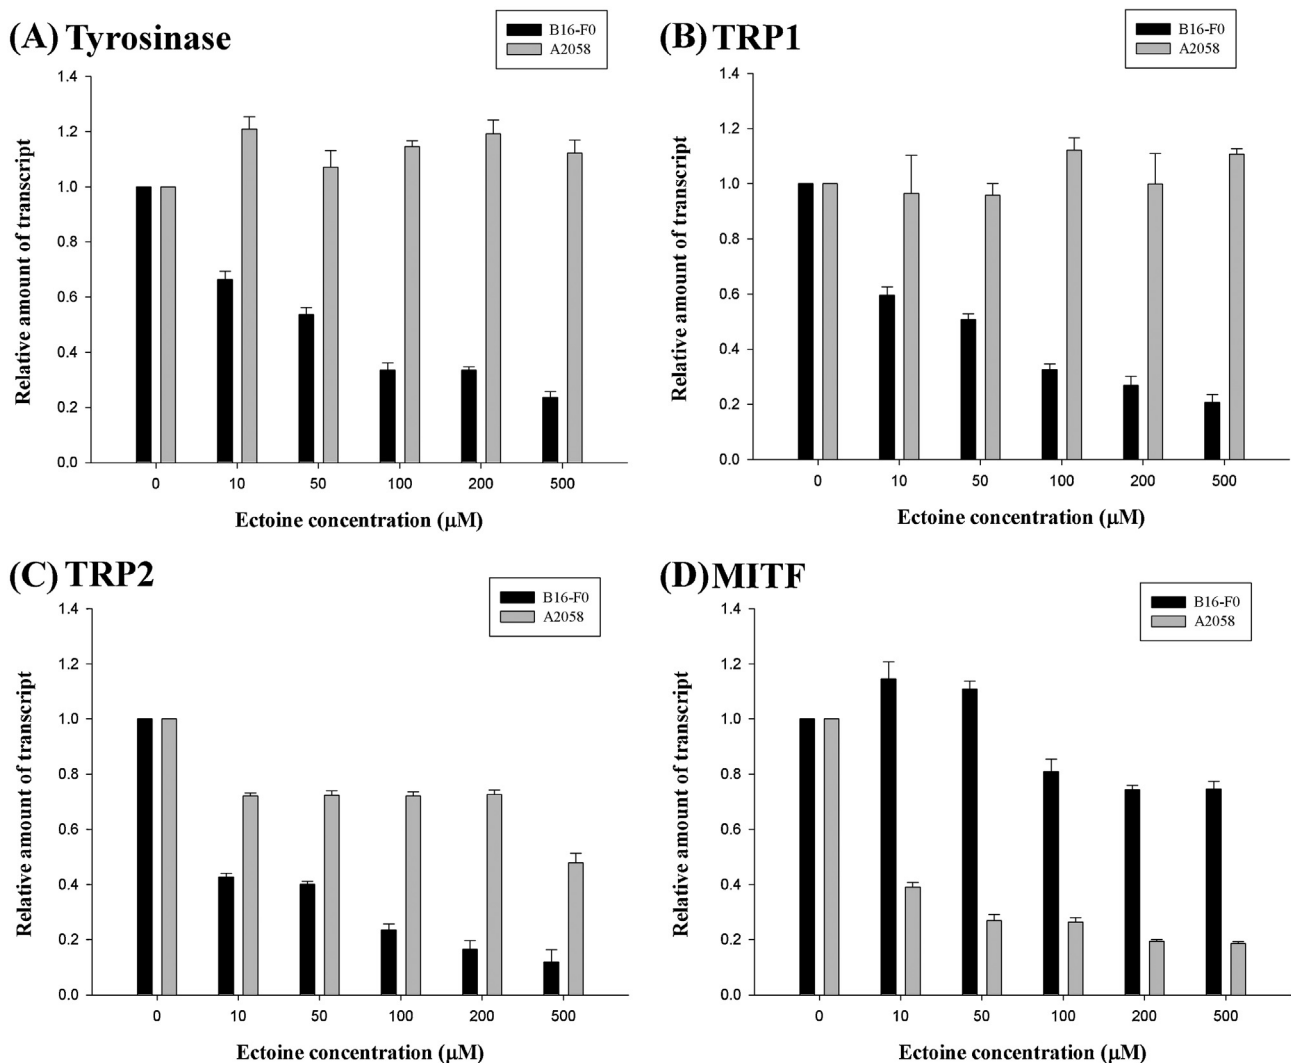 (A) Tyrosinase
B16-F0
A2058
1.4
1.2
1.0
0.8
0.6
0.4
0.2
0.0
Relative amount of transcript
0 10 50 100 200 500
Ectoine concentration (μM)
(B) TRP1
B16-F0
A2058
1.4
1.2
1.0
0.8
0.6
0.4
0.2
0.0
Relative amount of transcript
0 10 50 100 200 500
Ectoine concentration (μM)
(C) TRP2
B16-F0
A2058
1.4
1.2
1.0
0.8
0.6
0.4
0.2
0.0
Relative amount of transcript
0 10 50 100 200 500
Ectoine concentration (μM)
(D) MITF
B16-F0
A2058
1.4
1.2
1.0
0.8
0.6
0.4
0.2
0.0
Relative amount of transcript
0 10 50 100 200 500
Ectoine concentration (μM)